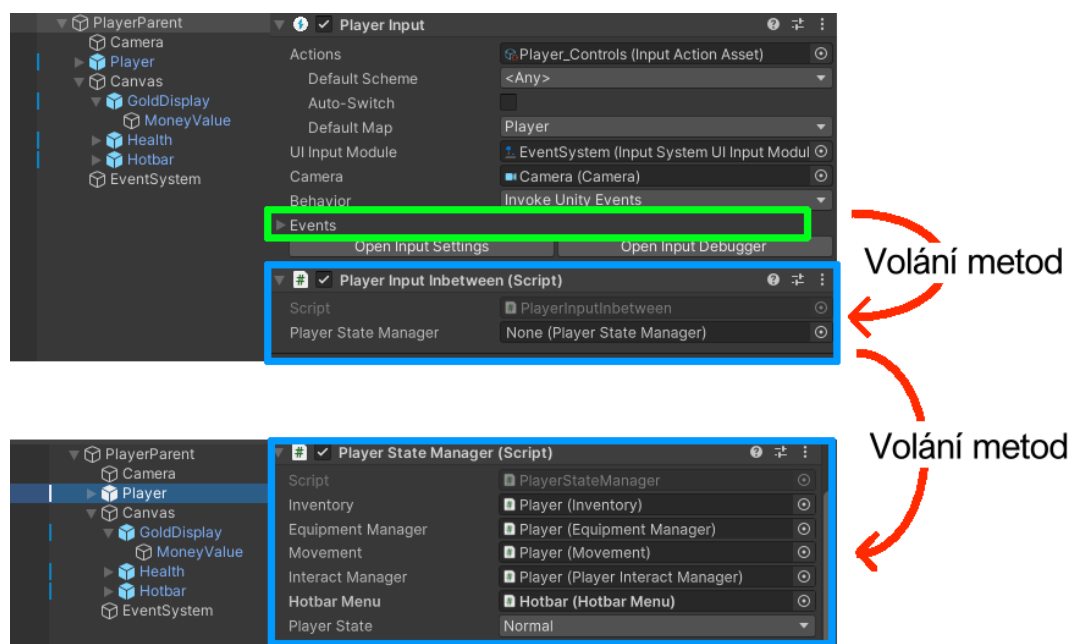 PlayerParent
Camera
Player
Canvas
GoldDisplay
MoneyValue
Health
Hotbar
EventSystem
Player Input
Actions Player_Controls (Input Action Asset)
Default Scheme <Any>
Auto-Switch
Default Map Player
UI Input Module EventSystem (Input System UI Input Modul
Camera Camera (Camera)
Behavior Invoke Unity Events
Events
Open Input Settings Open Input Debugger
# Player Input Inbetween (Script)
Script PlayerInputInbetween
Player State Manager None (Player State Manager)
Volání metod
Volání metod
PlayerParent
Camera
Player
Canvas
GoldDisplay
MoneyValue
Health
Hotbar
EventSystem
# Player State Manager (Script)
Script PlayerStateManager
Inventory Player (Inventory)
Equipment Manager Player (Equipment Manager)
Movement Player (Movement)
Interact Manager Player (Player Interact Manager)
Hotbar Menu Hotbar (Hotbar Menu)
Player State Normal